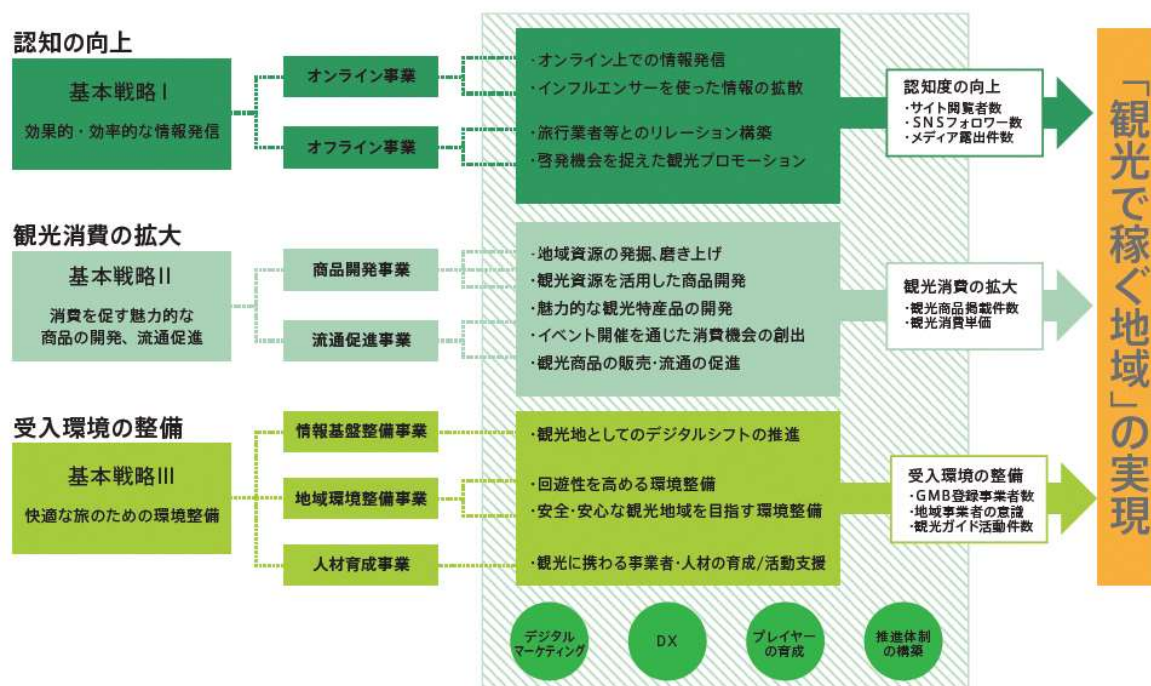 認知の向上
基本戦略Ⅰ
効果的・効率的な情報発信
オンライン事業
オフライン事業
・オンライン上での情報発信
・インフルエンサーを使った情報の拡散
・旅行業者等とのリレーション構築
・啓発機会を捉えた観光プロモーション
認知度の向上
・サイト閲覧者数
・SNSフォロワー数
・メディア露出件数
観光消費の拡大
基本戦略Ⅱ
消費を促す魅力的な
商品の開発、流通促進
商品開発事業
流通促進事業
・地域資源の発掘、磨き上げ
・観光資源を活用した商品開発
・魅力的な観光特産品の開発
・イベント開催を通じた消費機会の創出
・観光商品の販売・流通の促進
観光消費の拡大
・観光商品掲載件数
・観光消費単価
受入環境の整備
基本戦略Ⅲ
快適な旅のための環境整備
情報基盤整備事業
地域環境整備事業
人材育成事業
・観光地としてのデジタルシフトの推進
・回遊性を高める環境整備
・安全・安心な観光地域を目指す環境整備
・観光に携わる事業者・人材の育成/活動支援
受入環境の整備
・GMB登録事業者数
・地域事業者の意識
・観光ガイド活動件数
「観光で稼ぐ地域」の実現
デジタル
マーケティング
DX
プレイヤー
の育成
推進体制
の構築